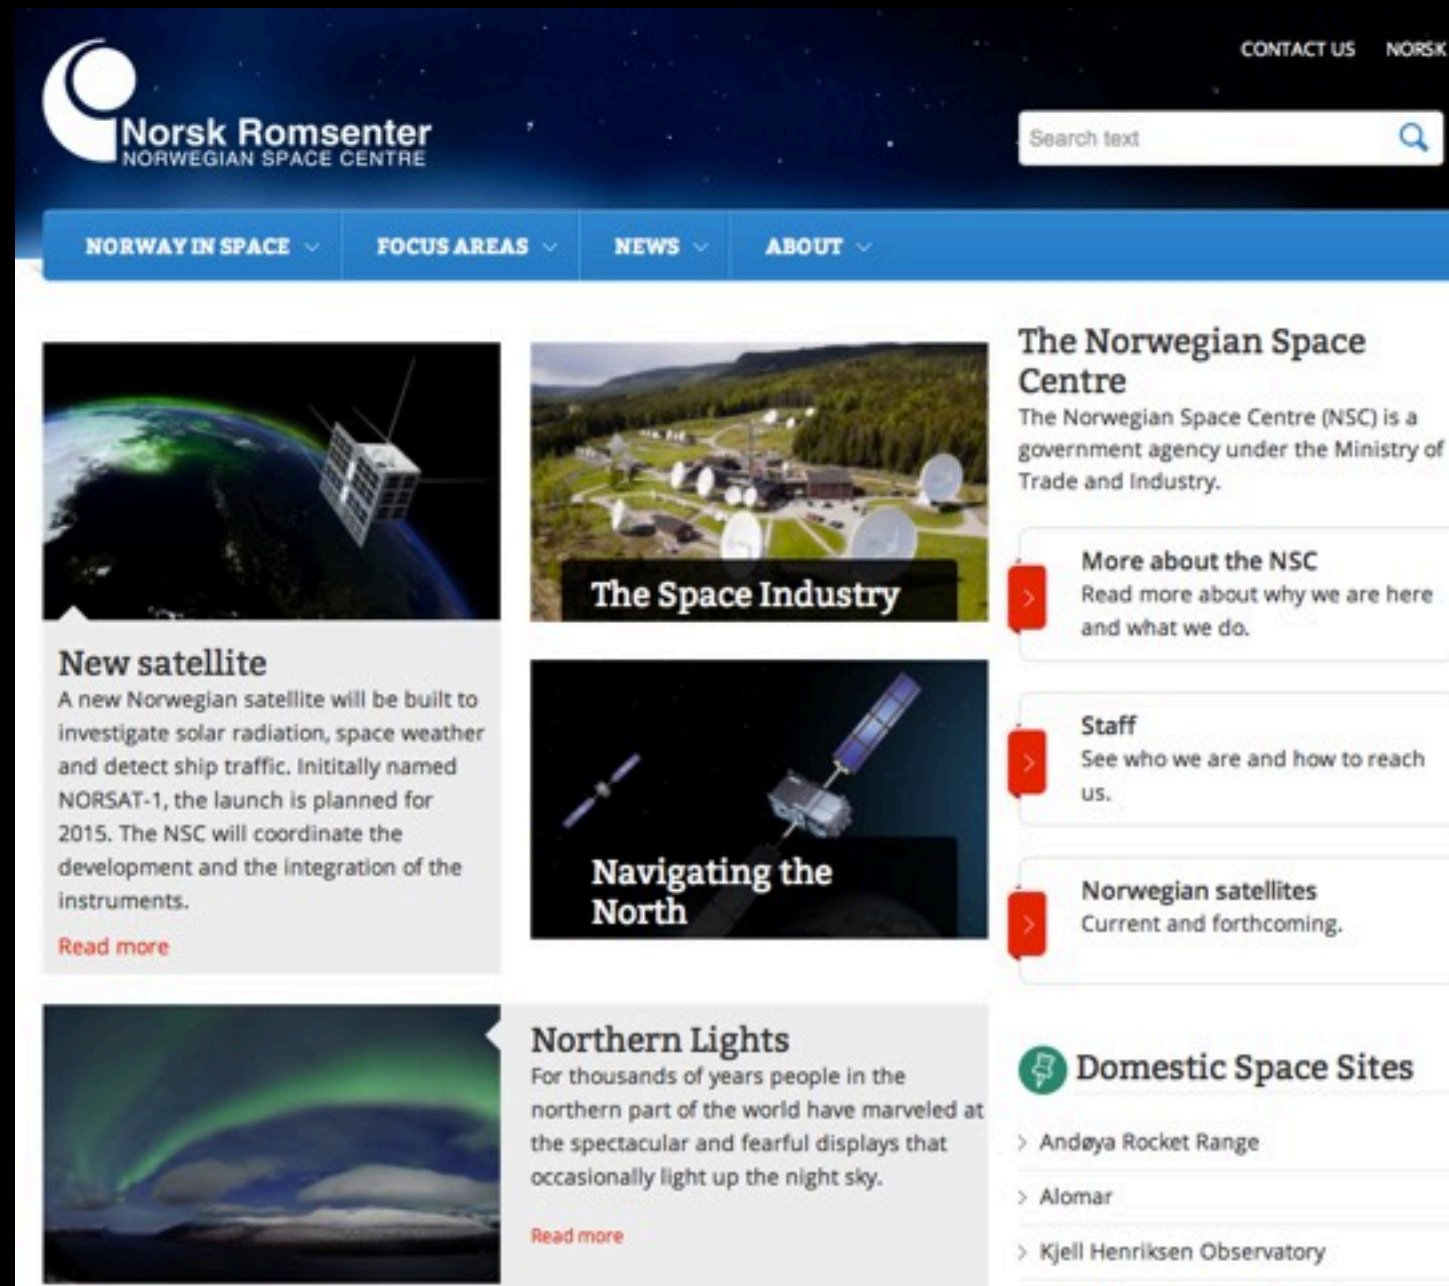 CONTACT US NORSK
Norsk Romsenter
NORWEGIAN SPACE CENTRE
Search text
NORWAY IN SPACE
FOCUS AREAS
NEWS
ABOUT
New satellite
A new Norwegian satellite will be built to
investigate solar radiation, space weather
and detect ship traffic. Inititally named
NORSAT-1, the launch is planned for
2015. The NSC will coordinate the
development and the integration of the
instruments.
Read more
The Space Industry
Navigating the
North
The Norwegian Space
Centre
The Norwegian Space Centre (NSC) is a
government agency under the Ministry of
Trade and Industry.
More about the NSC
Read more about why we are here
and what we do.
Staff
See who we are and how to reach
us.
Norwegian satellites
Current and forthcoming.
Northern Lights
For thousands of years people in the
northern part of the world have marveled at
the spectacular and fearful displays that
occasionally light up the night sky.
Read more
Domestic Space Sites
Andøya Rocket Range
Alomar
Kjell Henriksen Observatory